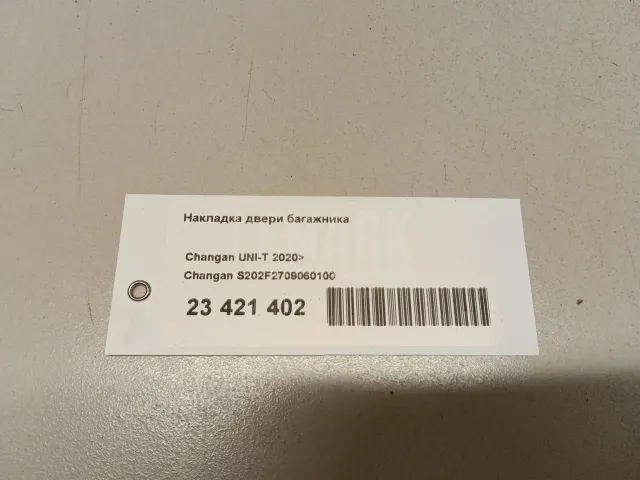 Накладка двери багажника
Changan UNI-T 2020>
Changan S202F2709060100
23 421 402